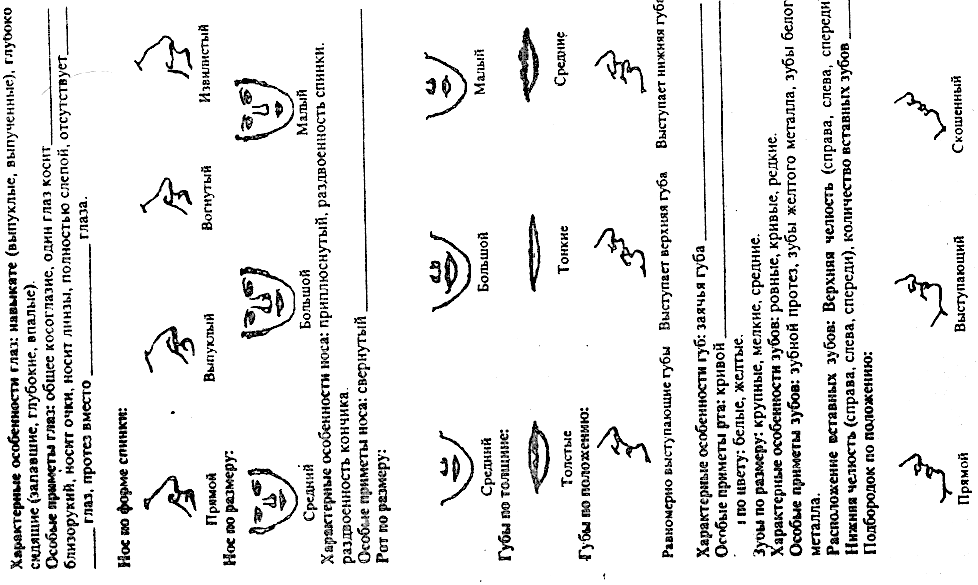 Характерные особенности глаз: навыкате (выпуклые, выпученные), глубоко
сидящие (запавшие, глубокие, впалые).
Особые приметы глаз: общее косоглазие, один глаз косит
близорукий, носит очки, носит линзы, полностью слепой, отсутствует
глаз, протез вместо глаза.
Нос по форме спинки:
Прямой Выпуклый Вогнутый Извилистый
Нос по размеру:
Средний Большой Малый
Характерные особенности носа: приплюснутый, раздвоенность спинки.
раздвоенность кончика.
Особые приметы носа: свернутый
Рот по размеру:
Средний Большой Малый
Губы по толщине:
Толстые Тонкие Средние
Губы по положению:
Равномерно выступающие губы Выступает верхняя губа Выступает нижняя губа
Характерные особенности губ: заячья губа
Особые приметы рта: кривой
по цвету: белые, желтые.
Зубы по размеру: крупные, мелкие, средние.
Характерные особенности зубов: ровные, кривые, редкие.
Особые приметы зубов: зубной протез, зубы желтого металла, зубы белог
металла.
Расположение вставных зубов: Верхняя челюсть (справа, слева, спереди
Нижняя челюсть (справа, слева, спереди), количество вставных зубов
Подбородок по положению:
Прямой Выступающий Скошенный